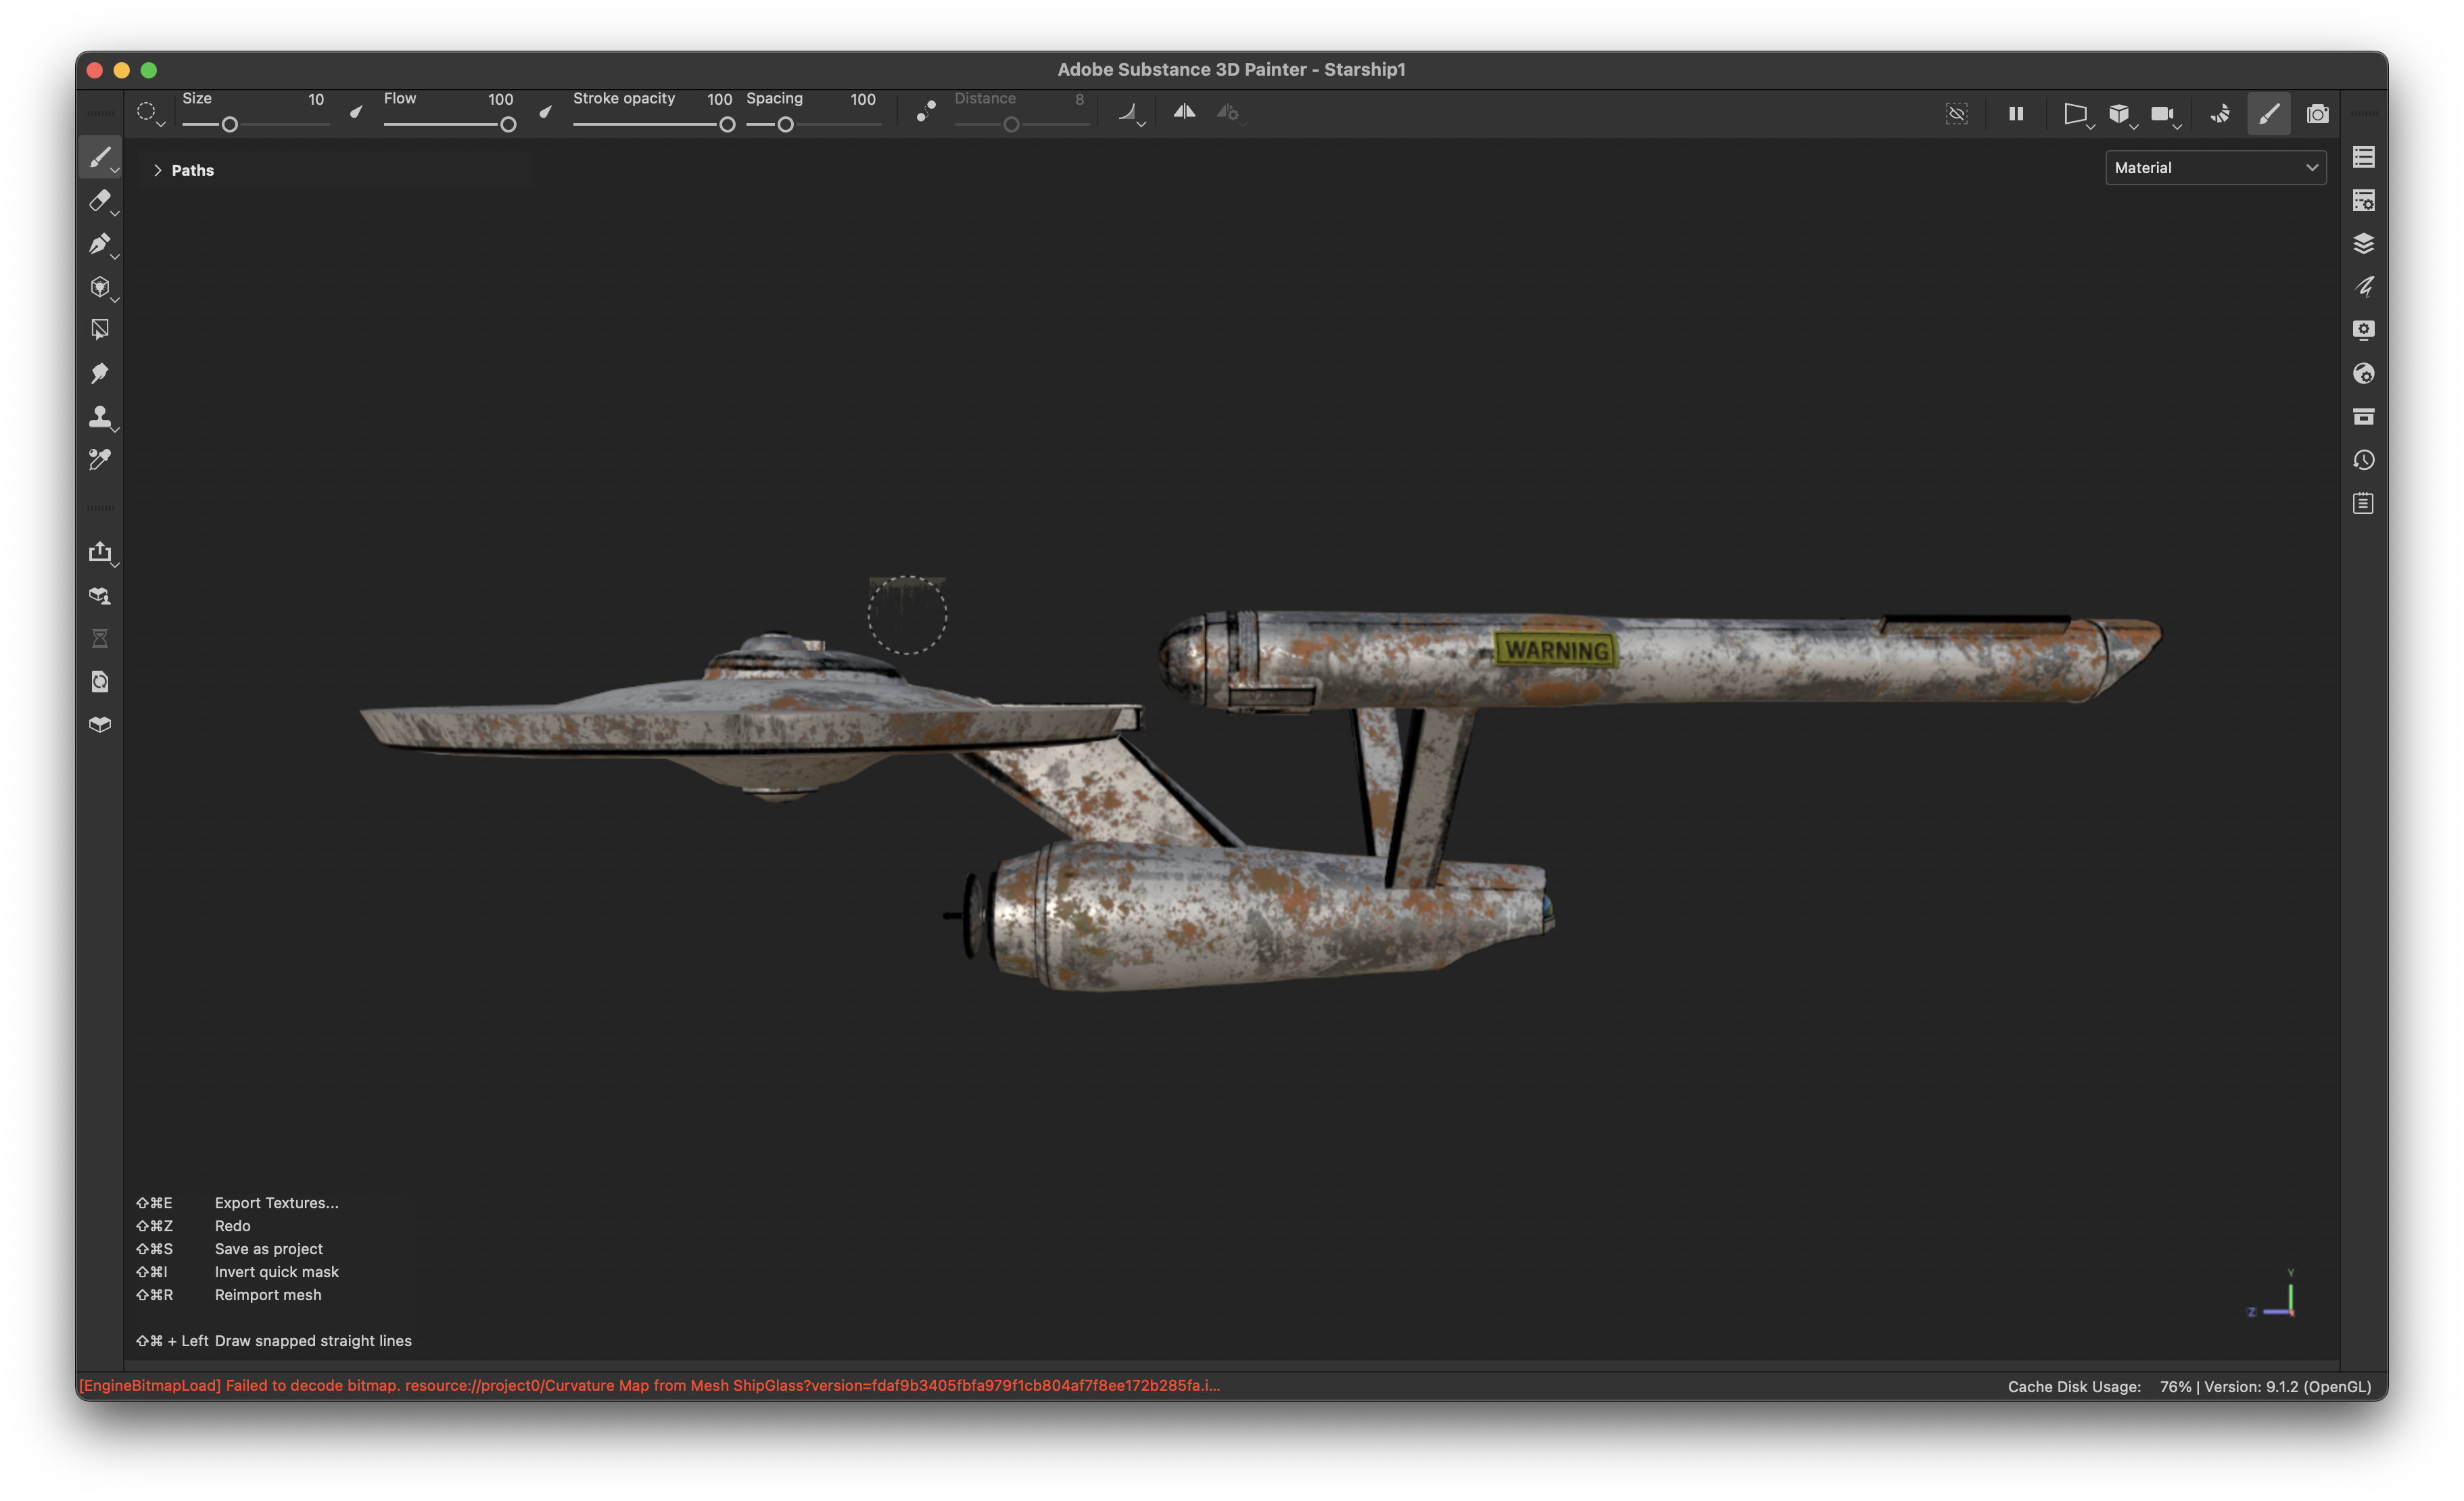 Adobe Substance 3D Painter - Starship1
Size 10 Flow 100 Stroke opacity 100 Spacing 100 Distance 8
Paths
Material
WARNING
⇧⌘E Export Textures...
⇧⌘Z Redo
⇧⌘S Save as project
⇧⌘I Invert quick mask
⇧⌘R Reimport mesh
⇧⌘ + Left Draw snapped straight lines
Y
Z
[EngineBitmapLoad] Failed to decode bitmap. resource://project0/Curvature Map from Mesh ShipGlass?version=fdaf9b3405fbfa979f1cb804af7f8ee172b285fa.i...
Cache Disk Usage: 76% | Version: 9.1.2 (OpenGL)